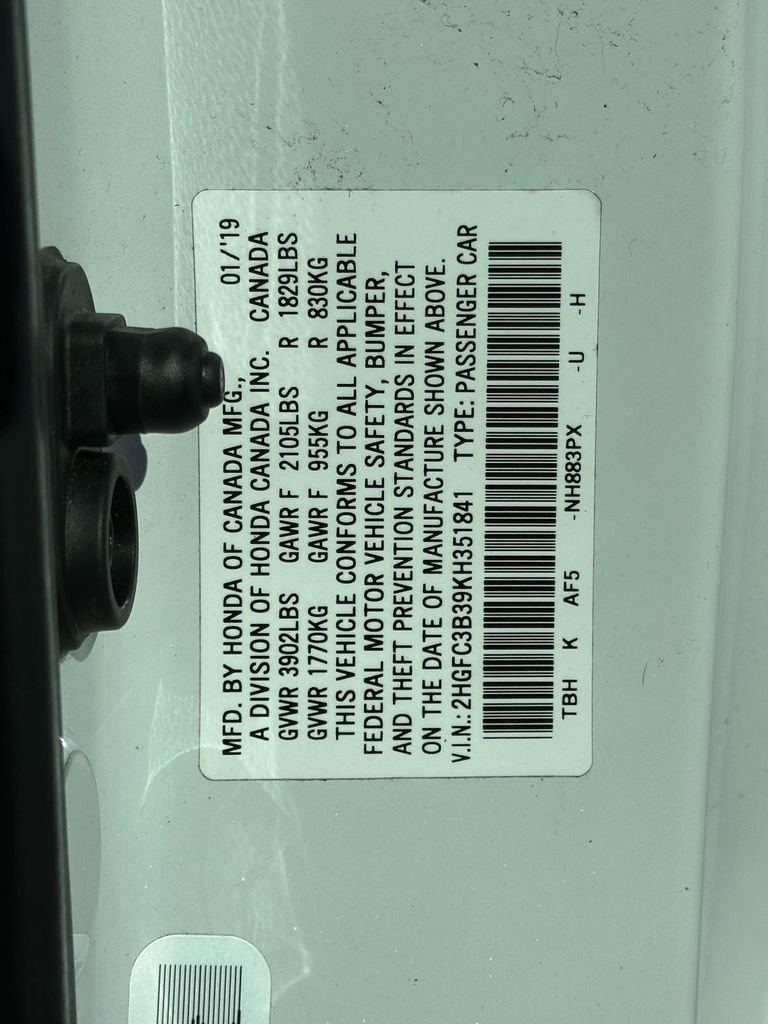 MFD. BY HONDA OF CANADA MFG., 01/'19
A DIVISION OF HONDA CANADA INC. CANADA
GVWR 3902LBS GAWR F 2105LBS R 1829LBS
GVWR 1770KG GAWR F 955KG R 830KG
THIS VEHICLE CONFORMS TO ALL APPLICABLE
FEDERAL MOTOR VEHICLE SAFETY, BUMPER,
AND THEFT PREVENTION STANDARDS IN EFFECT
ON THE DATE OF MANUFACTURE SHOWN ABOVE.
V.I.N.: 2HGFC3B39KH351841 TYPE: PASSENGER CAR
TBH K AF5 -NH883PX -U -H